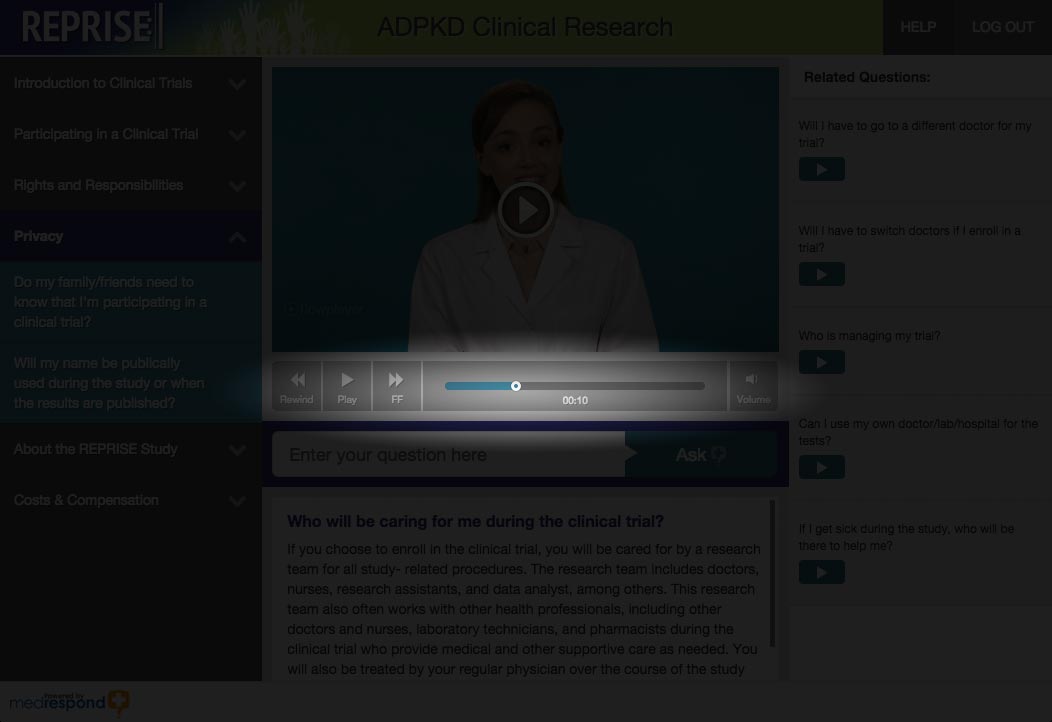 REPRISE
ADPKD Clinical Research
HELP
LOG OUT
Introduction to Clinical Trials
Participating in a Clinical Trial
Rights and Responsibilities
Privacy
Do my family/friends need to
know that I'm participating in a
clinical trial?
Will my name be publically
used during the study or when
the results are published?
About the REPRISE Study
Costs & Compensation
flowplayer
Rewind
Play
FF
00:10
Volume
Enter your question here
Ask
Who will be caring for me during the clinical trial?
If you choose to enroll in the clinical trial, you will be cared for by a research
team for all study- related procedures. The research team includes doctors,
nurses, research assistants, and data analyst, among others. This research
team also often works with other health professionals, including other
doctors and nurses, laboratory technicians, and pharmacists during the
clinical trial who provide medical and other supportive care as needed. You
will also be treated by your regular physician over the course of the study
Related Questions:
Will I have to go to a different doctor for my
trial?
Will I have to switch doctors if I enroll in a
trial?
Who is managing my trial?
Can I use my own doctor/lab/hospital for the
tests?
If I get sick during the study, who will be
there to help me?
Powered by
medrespond